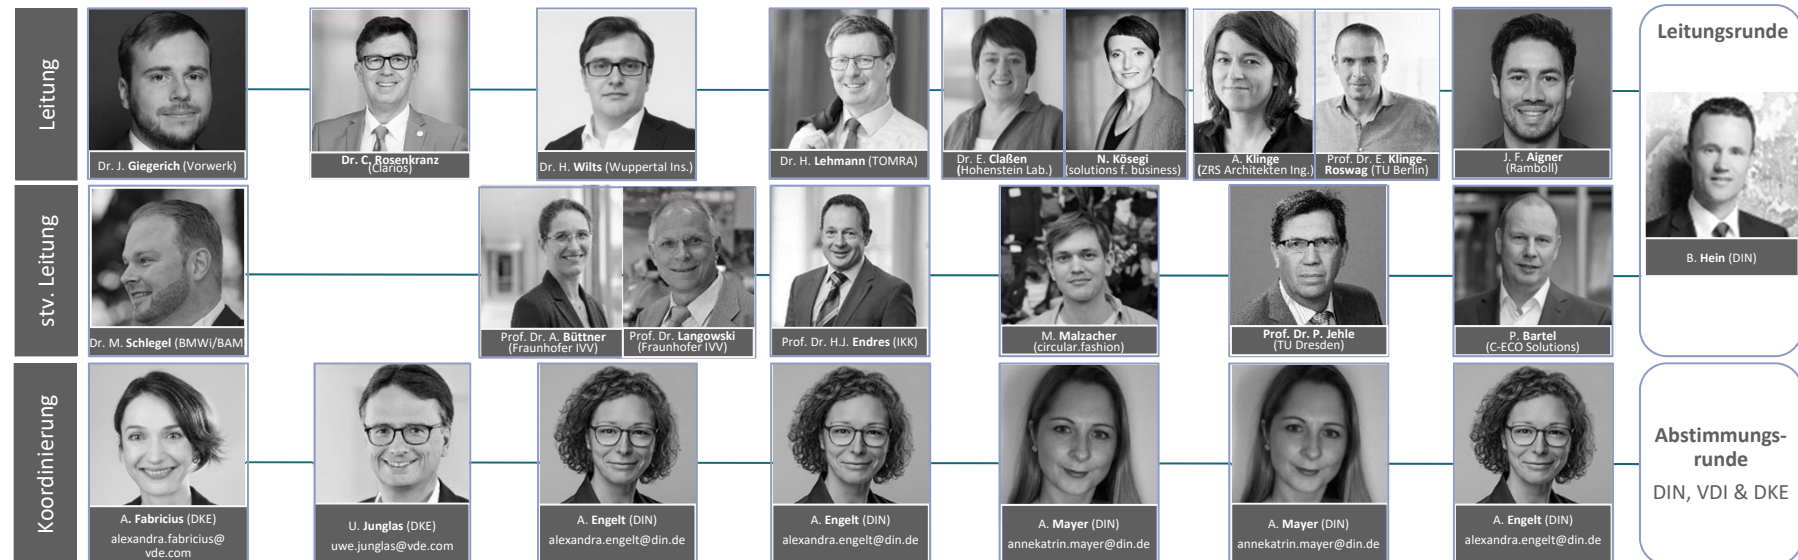 Leitung
Dr. J. Giegerich (Vorwerk)
Dr. C. Rosenkranz
(Clarios)
Dr. H. Wilts (Wuppertal Ins.)
Dr. H. Lehmann (TOMRA)
Dr. E. Claßen
(Hohenstein Lab.)
N. Kösegi
(solutions f. business)
A. Klinge
(ZRS Architekten Ing.)
Prof. Dr. E. Klinge-
Roswag (TU Berlin)
J. F. Aigner
(Ramboll)
Leitungsrunde
B. Hein (DIN)
stv. Leitung
Dr. M. Schlegel (BMWi/BAM)
Prof. Dr. A. Büttner
(Fraunhofer IVV)
Prof. Dr. Langowski
(Fraunhofer IVV)
Prof. Dr. H.J. Endres (IKK)
M. Malzacher
(circular.fashion)
Prof. Dr. P. Jehle
(TU Dresden)
P. Bartel
(C-ECO Solutions)
Koordinierung
A. Fabricius (DKE)
alexandra.fabricius@
vde.com
U. Junglas (DKE)
uwe.junglas@vde.com
A. Engelt (DIN)
alexandra.engelt@din.de
A. Engelt (DIN)
alexandra.engelt@din.de
A. Mayer (DIN)
annekatrin.mayer@din.de
A. Mayer (DIN)
annekatrin.mayer@din.de
A. Engelt (DIN)
alexandra.engelt@din.de
Abstimmungs-
runde
DIN, VDI & DKE